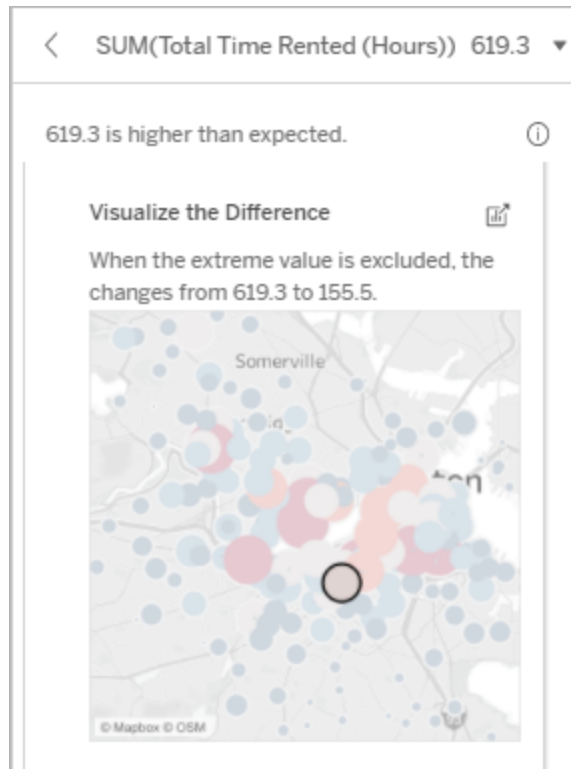 SUM(Total Time Rented (Hours)) 619.3
619.3 is higher than expected.
Visualize the Difference
When the extreme value is excluded, the
changes from 619.3 to 155.5.
Somerville
ton
© Mapbox © OSM